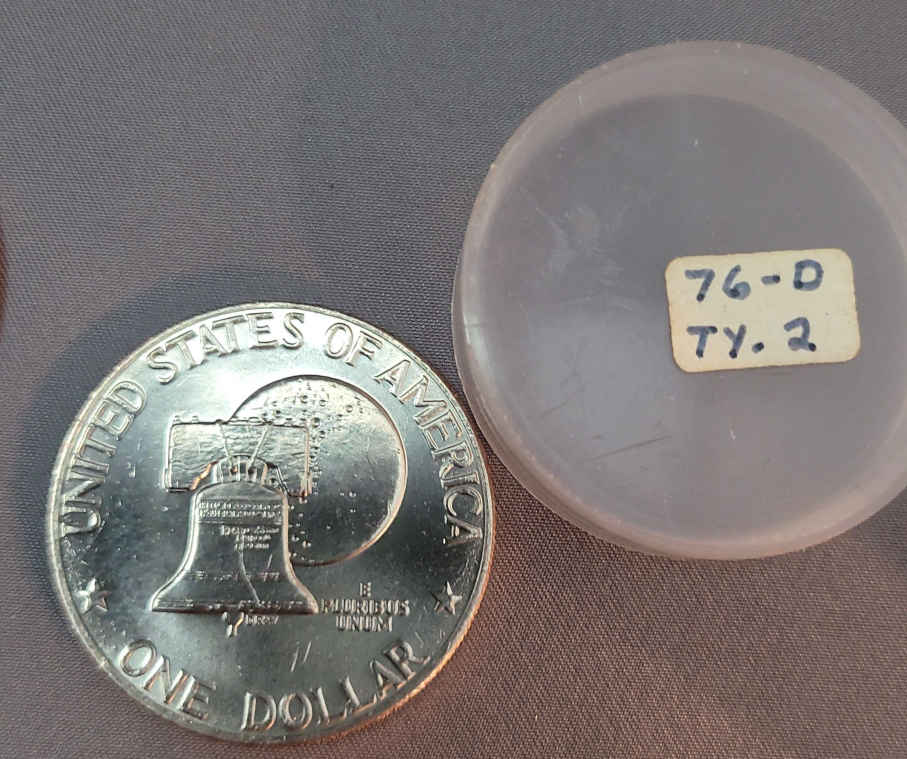 UNITED STATES OF AMERICA
E
PLURIBUS
UNUM
ONE DOLLAR
76-D
TY. 2